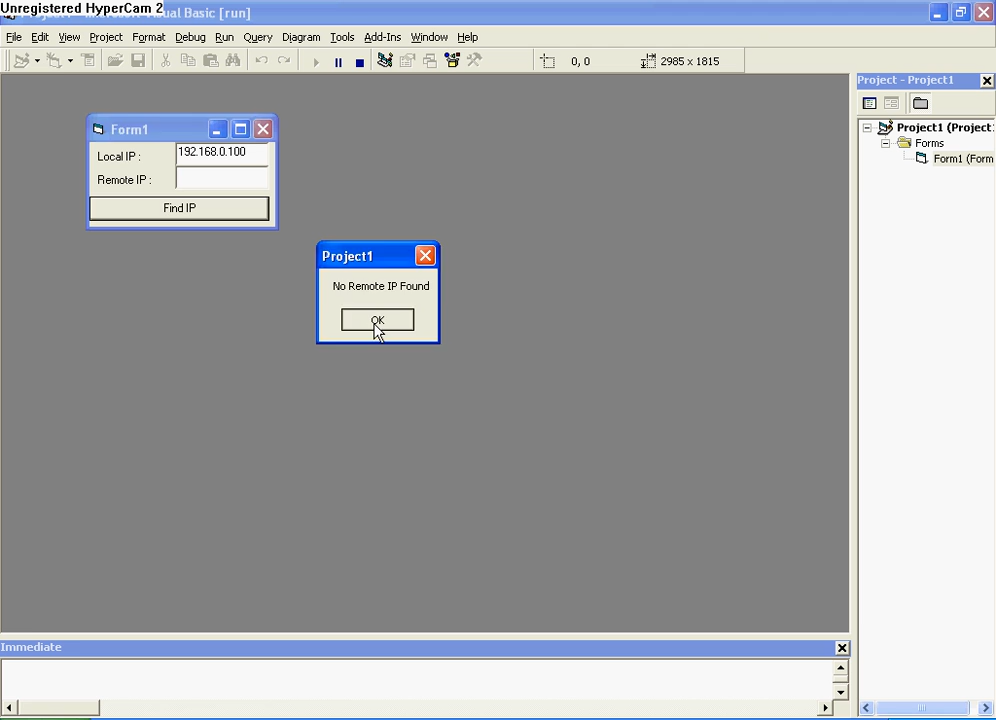 Unregistered HyperCam 2
Visual Basic [run]
File Edit View Project Format Debug Run Query Diagram Tools Add-Ins Window Help
0, 0
2985 x 1815
Project - Project1
Project1 (Project
Forms
Form1 (Form
Form1
Local IP :
192.168.0.100
Remote IP :
Find IP
Project1
No Remote IP Found
OK
Immediate